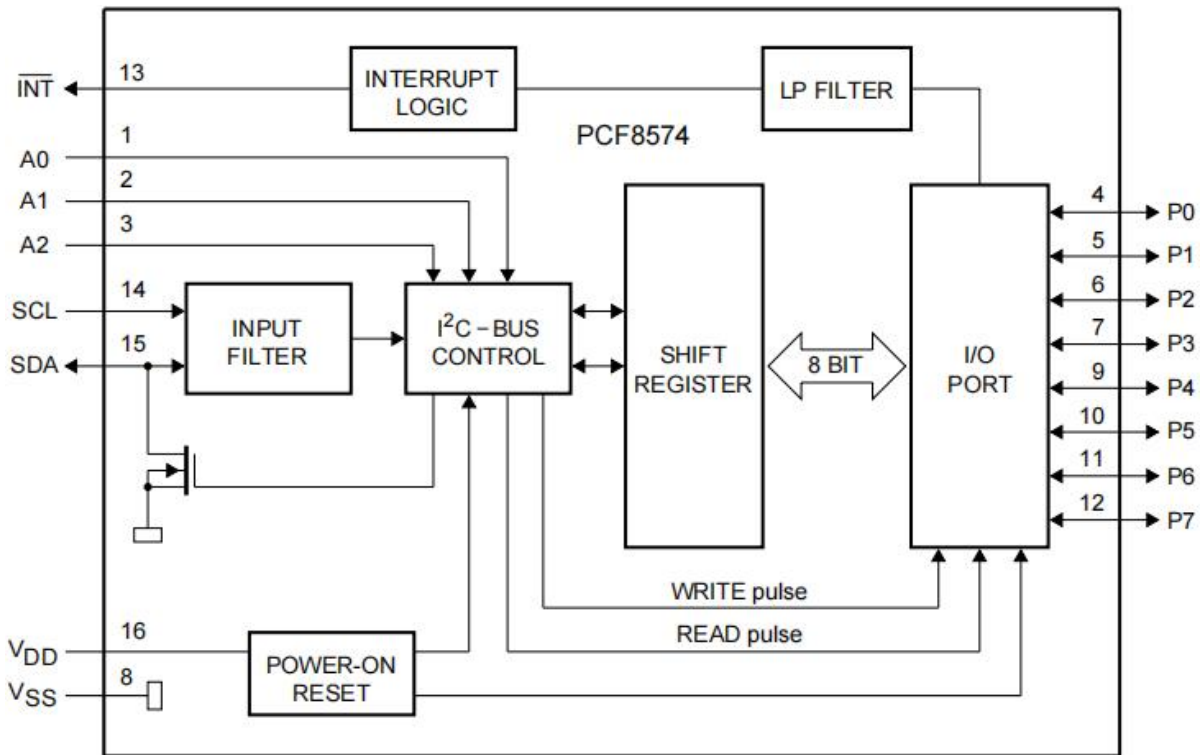 INT
13
INTERRUPT
LOGIC
LP FILTER
PCF8574
A0
1
A1
2
A2
3
SCL
14
SDA
15
INPUT
FILTER
I²C – BUS
CONTROL
SHIFT
REGISTER
8 BIT
I/O
PORT
4
P0
5
P1
6
P2
7
P3
9
P4
10
P5
11
P6
12
P7
WRITE pulse
READ pulse
VDD
16
VSS
8
POWER-ON
RESET